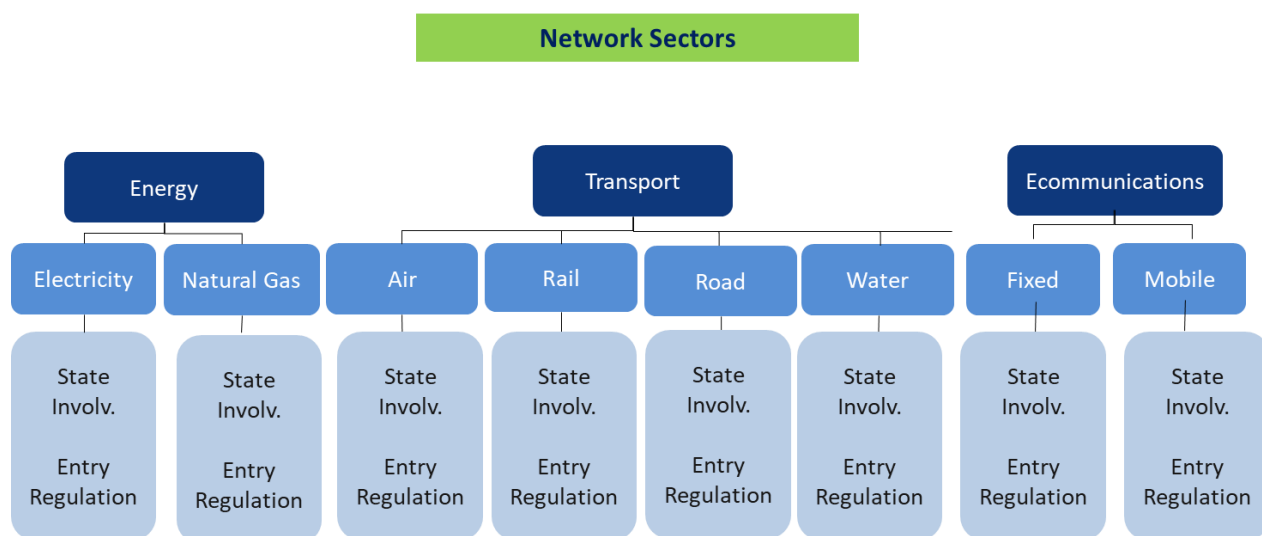 Network Sectors
Energy
Transport
Ecommunications
Electricity
Natural Gas
Air
Rail
Road
Water
Fixed
Mobile
State
Involv.
Entry
Regulation
State
Involv.
Entry
Regulation
State
Involv.
Entry
Regulation
State
Involv.
Entry
Regulation
State
Involv.
Entry
Regulation
State
Involv.
Entry
Regulation
State
Involv.
Entry
Regulation
State
Involv.
Entry
Regulation